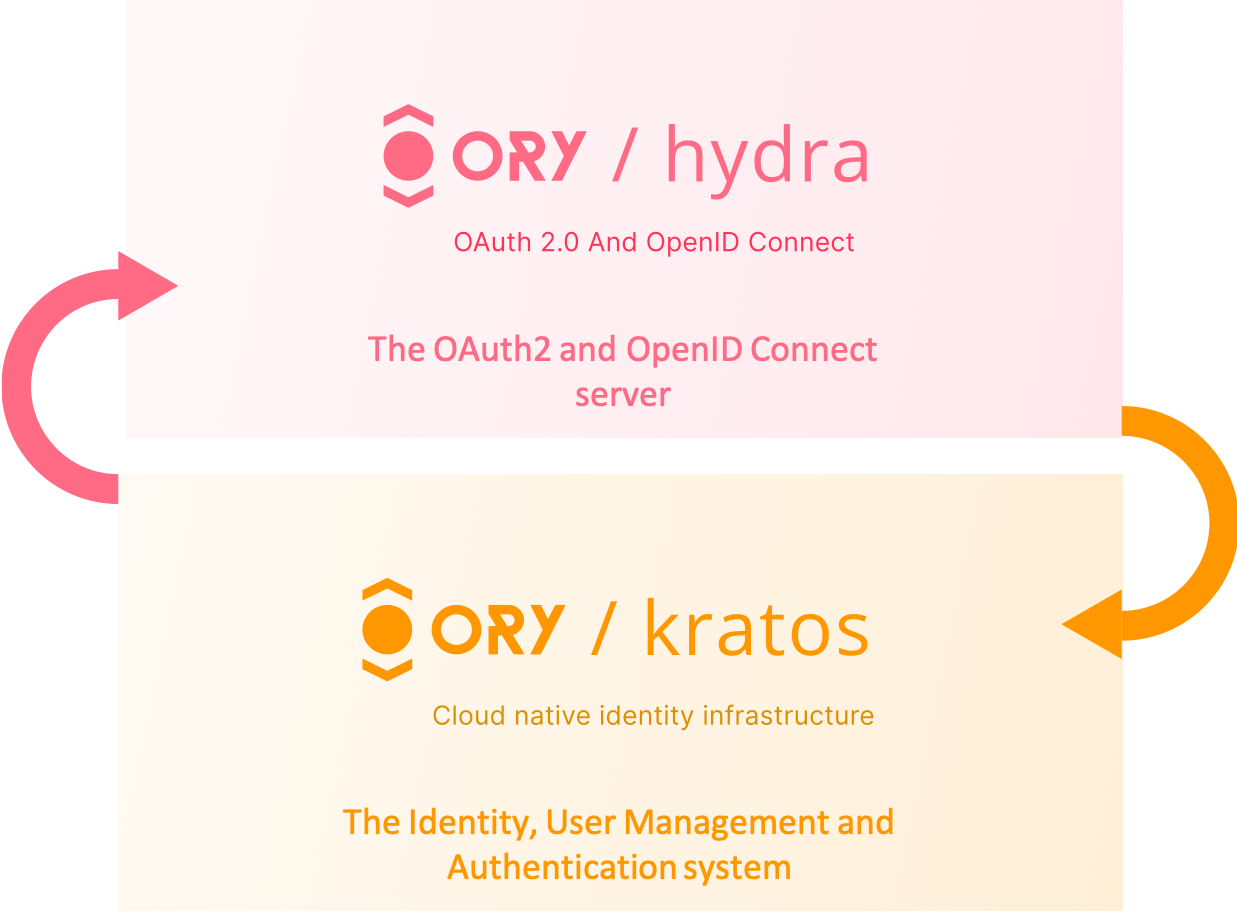 ORY / hydra
OAuth 2.0 And OpenID Connect
The OAuth2 and OpenID Connect
server
ORY / kratos
Cloud native identity infrastructure
The Identity, User Management and
Authentication system